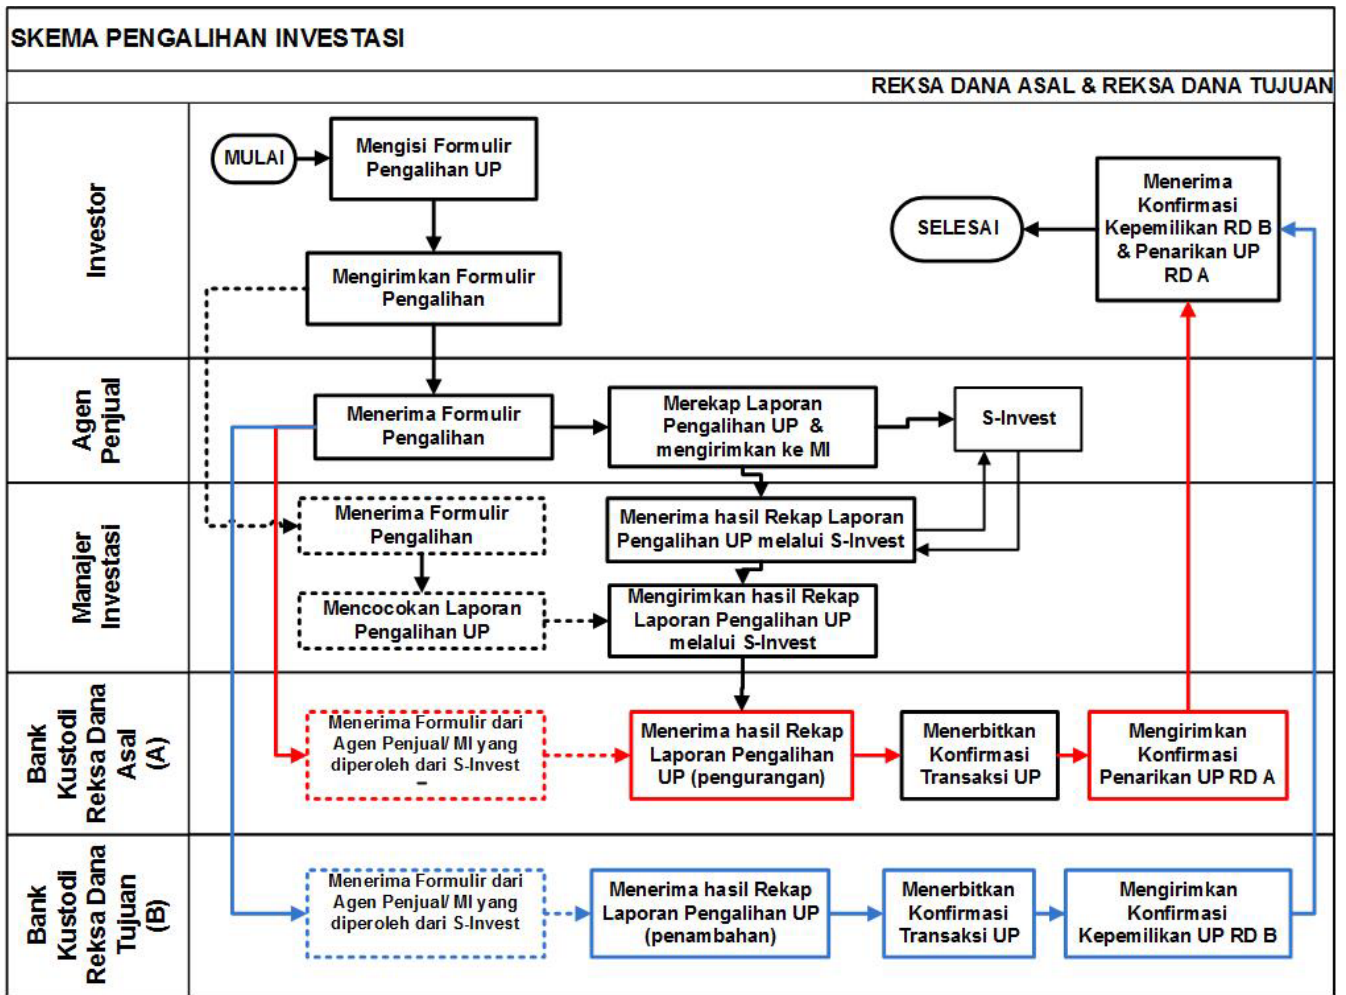 SKEMA PENGALIHAN INVESTASI
REKSA DANA ASAL & REKSA DANA TUJUAN
Investor
MULAI
Mengisi Formulir
Pengalihan UP
Mengirimkan Formulir
Pengalihan
SELESAI
Menerima
Konfirmasi
Kepemilikan RD B
& Penarikan UP
RD A
Agen
Penjual
Menerima Formulir
Pengalihan
Merekap Laporan
Pengalihan UP &
mengirimkan ke MI
S-Invest
Manajer
Investasi
Menerima Formulir
Pengalihan
Menerima hasil Rekap Laporan
Pengalihan UP melalui S-Invest
Mencocokan Laporan
Pengalihan UP
Mengirimkan hasil Rekap
Laporan Pengalihan UP
melalui S-Invest
Bank
Kustodi
Reksa Dana
Asal
(A)
Menerima Formulir dari
Agen Penjual/ MI yang
diperoleh dari S-Invest
–
Menerima hasil Rekap
Laporan Pengalihan
UP (pengurangan)
Menerbitkan
Konfirmasi
Transaksi UP
Mengirimkan
Konfirmasi
Penarikan UP RD A
Bank
Kustodi
Reksa Dana
Tujuan
(B)
Menerima Formulir dari
Agen Penjual/ MI yang
diperoleh dari S-Invest
Menerima hasil Rekap
Laporan Pengalihan UP
(penambahan)
Menerbitkan
Konfirmasi
Transaksi UP
Mengirimkan
Konfirmasi
Kepemilikan UP RD B